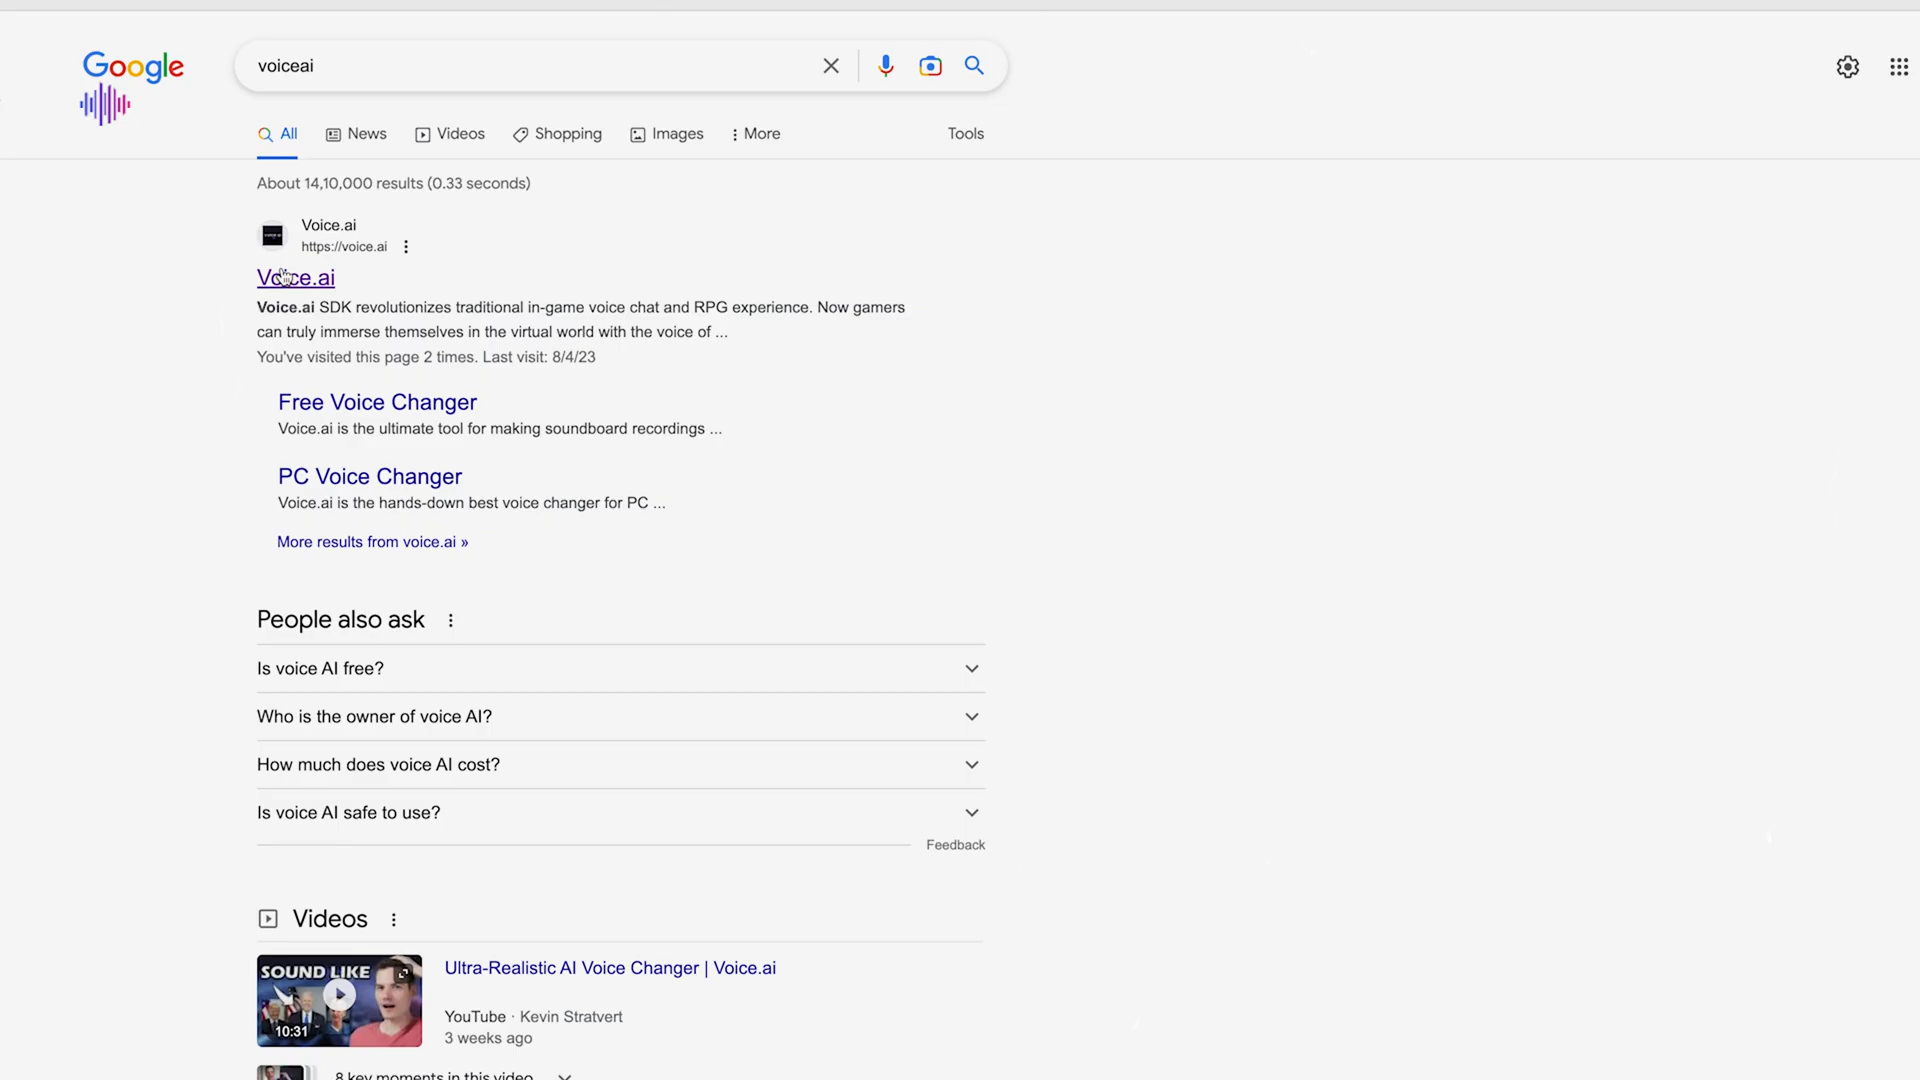 Google
voiceai
All
News
Videos
Shopping
Images
More
Tools
About 14,10,000 results (0.33 seconds)
Voice.ai
https://voice.ai
Voice.ai
Voice.ai SDK revolutionizes traditional in-game voice chat and RPG experience. Now gamers
can truly immerse themselves in the virtual world with the voice of ...
You've visited this page 2 times. Last visit: 8/4/23
Free Voice Changer
Voice.ai is the ultimate tool for making soundboard recordings ...
PC Voice Changer
Voice.ai is the hands-down best voice changer for PC ...
More results from voice.ai »
People also ask
Is voice AI free?
Who is the owner of voice AI?
How much does voice AI cost?
Is voice AI safe to use?
Feedback
Videos
SOUND LIKE
10:31
Ultra-Realistic AI Voice Changer | Voice.ai
YouTube · Kevin Stratvert
3 weeks ago
8 key moments in this video